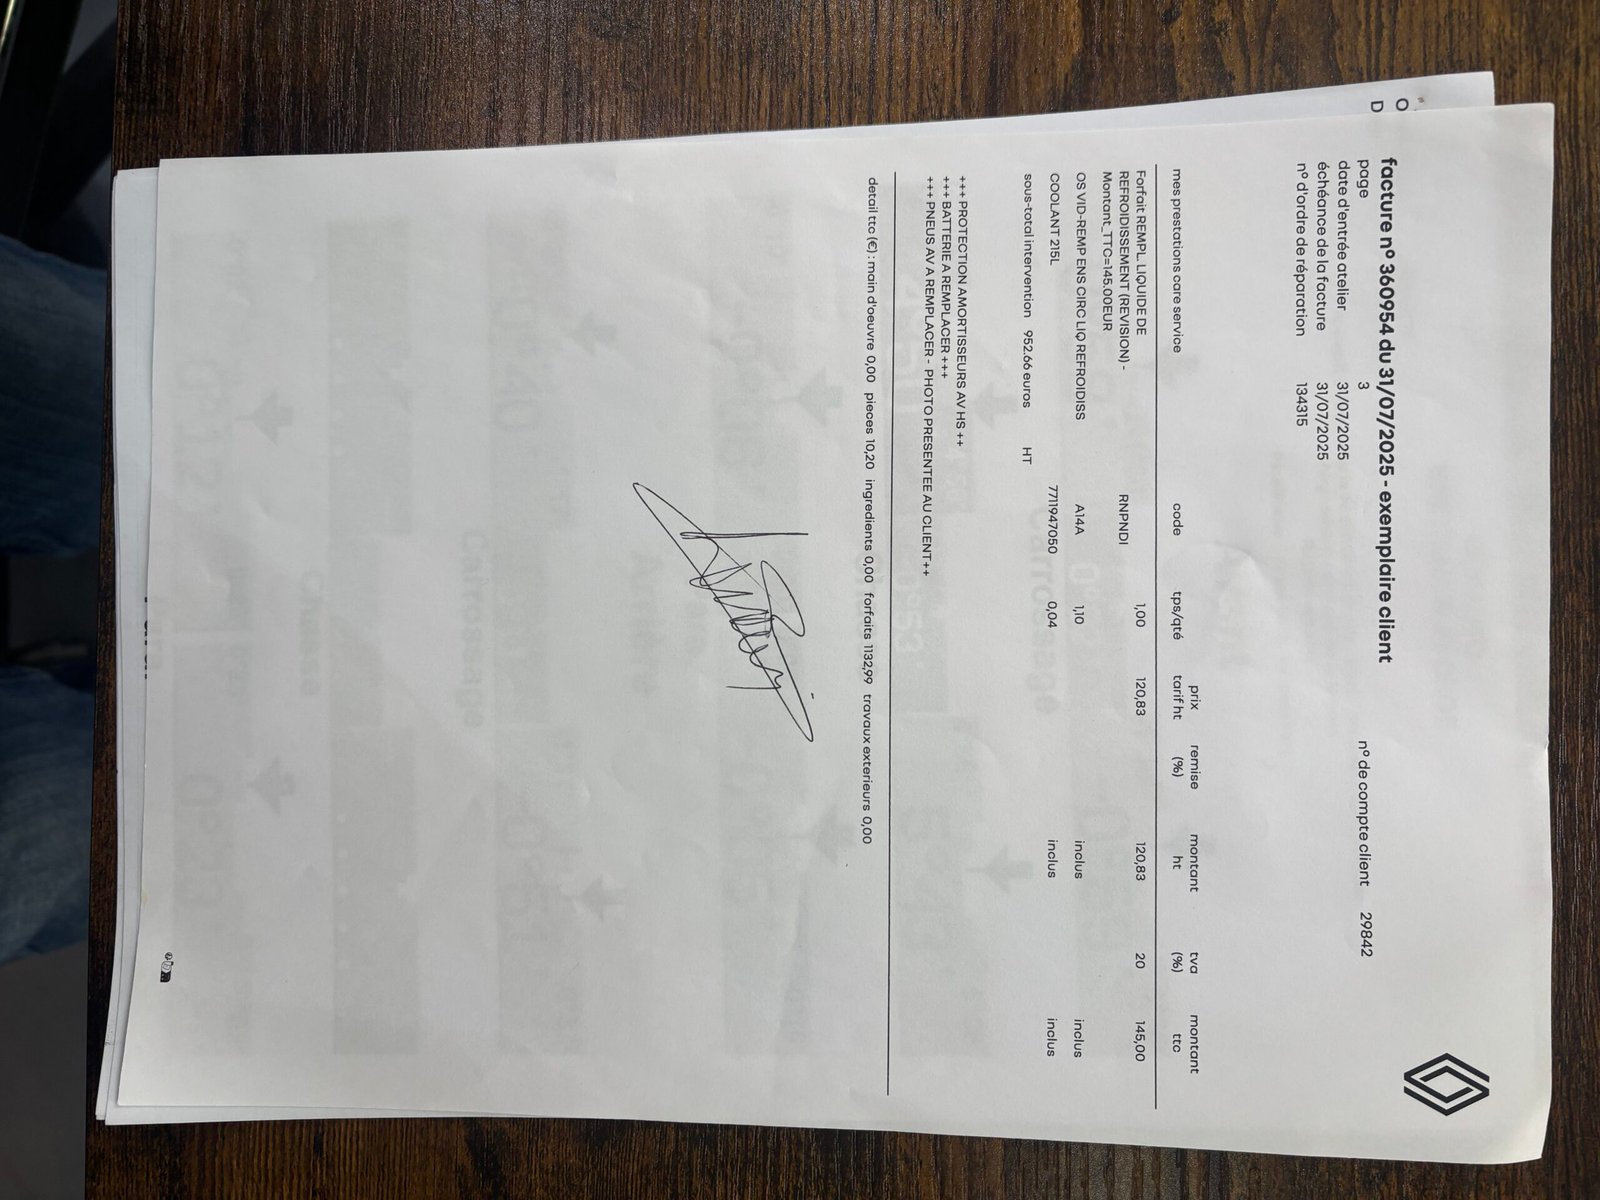 facture nº 360954 du 31/07/2025 - exemplaire client
page 3 nº de compte client 29842
date d'entrée atelier 31/07/2025
échéance de la facture 31/07/2025
nº d'ordre de réparation 134315
mes prestations care service code tps/qté prix tarif ht remise (%) montant ht tva (%) montant ttc
Forfait REMPL. LIQUIDE DE
REFROIDISSEMENT (REVISION) -
Montant_TTC=145.00EUR RNPNDI 1,00 120,83 120,83 20 145,00
OS VID-REMP ENS CIRC LIQ REFROIDISS A14A 1,10 inclus inclus
COOLANT 215L 7711947050 0,04 inclus inclus
sous-total intervention 952.66 euros HT
+++ PROTECTION AMORTISSEURS AV HS ++
+++ BATTERIE A REMPLACER +++
+++ PNEUS AV A REMPLACER - PHOTO PRESENTEE AU CLIENT++
detail ttc (€) : main d'oeuvre 0,00 pieces 10,20 ingredients 0,00 forfaits 1132,99 travaux exterieurs 0,00